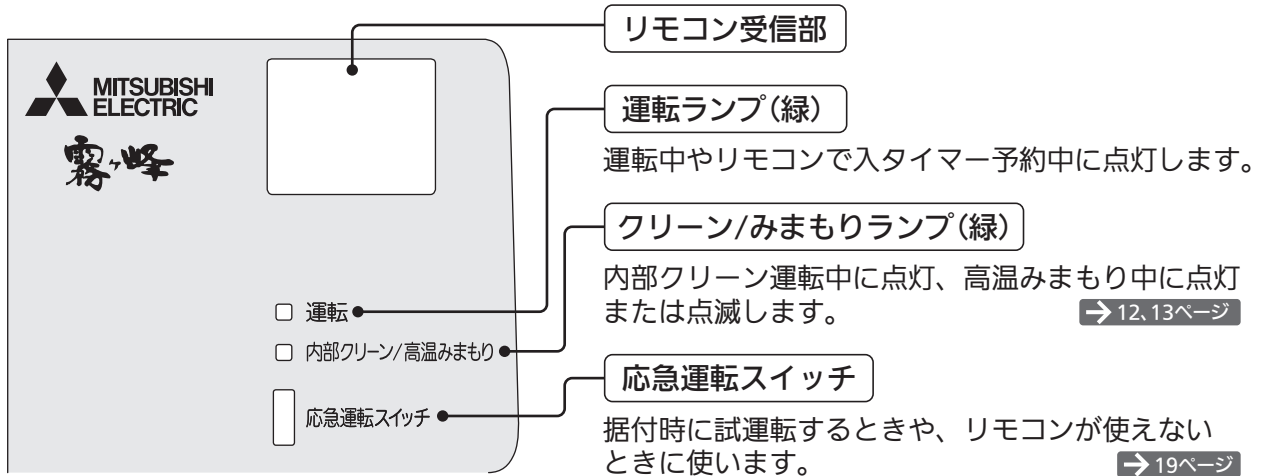 リモコン受信部
MITSUBISHI
ELECTRIC
霧ヶ峰
運転ランプ(緑)
運転中やリモコンで入タイマー予約中に点灯します。
クリーン/みまもりランプ(緑)
内部クリーン運転中に点灯、高温みまもり中に点灯
または点滅します。
→ 12、13ページ
運転
内部クリーン/高温みまもり
応急運転スイッチ
応急運転スイッチ
据付時に試運転するときや、リモコンが使えない
ときに使います。
→ 19ページ